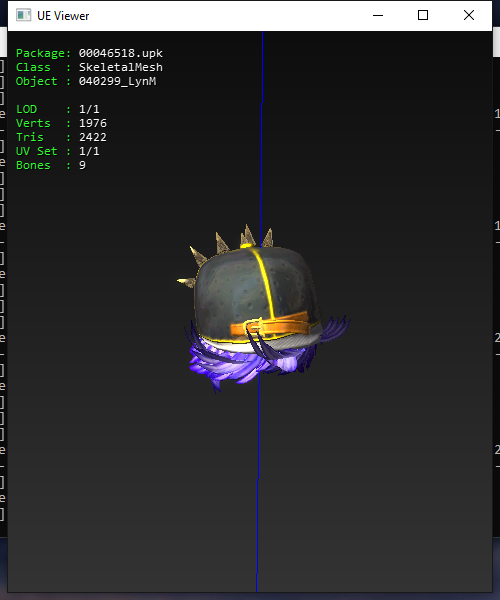 UE Viewer
Package: 00046518.upk
Class  : SkeletalMesh
Object : 040299_LynM
LOD    : 1/1
Verts  : 1976
Tris   : 2422
UV Set : 1/1
Bones  : 9